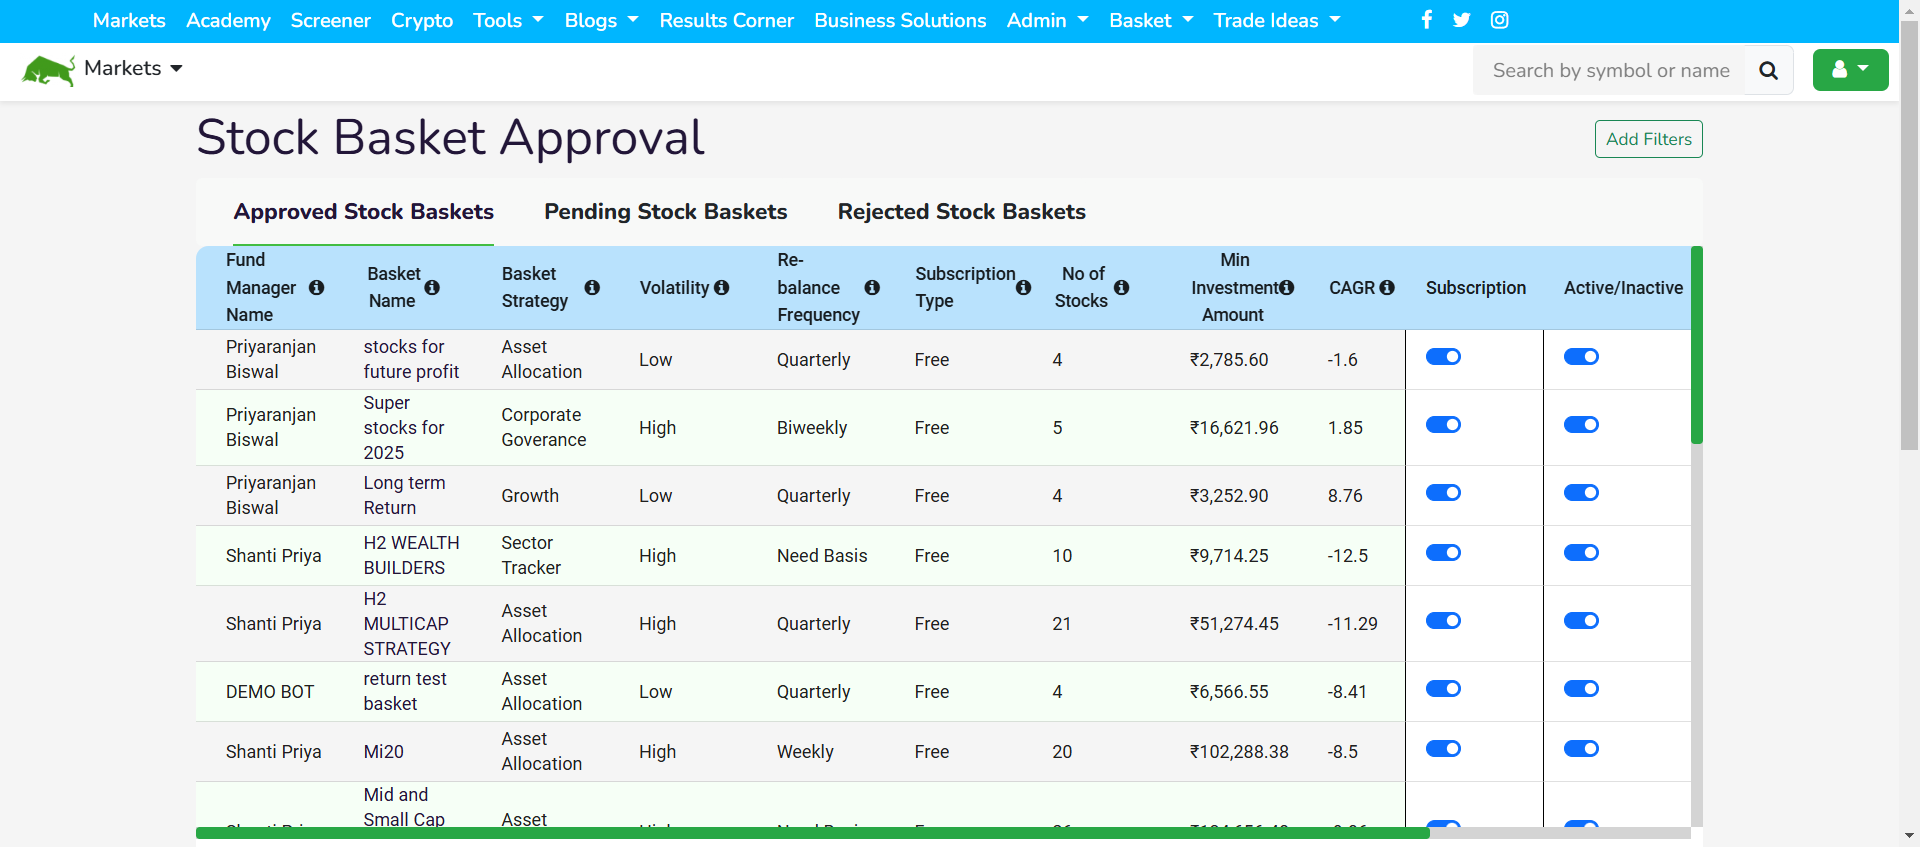 Markets Academy Screener Crypto Tools Blogs Results Corner Business Solutions Admin Basket Trade Ideas
Markets
Search by symbol or name
Stock Basket Approval
Add Filters
Approved Stock Baskets Pending Stock Baskets Rejected Stock Baskets
Fund Manager Name Basket Name Basket Strategy Volatility Re-balance Frequency Subscription Type No of Stocks Min Investment Amount CAGR Subscription Active/Inactive
Priyaranjan Biswal stocks for future profit Asset Allocation Low Quarterly Free 4 ₹2,785.60 -1.6
Priyaranjan Biswal Super stocks for 2025 Corporate Goverance High Biweekly Free 5 ₹16,621.96 1.85
Priyaranjan Biswal Long term Return Growth Low Quarterly Free 4 ₹3,252.90 8.76
Shanti Priya H2 WEALTH BUILDERS Sector Tracker High Need Basis Free 10 ₹9,714.25 -12.5
Shanti Priya H2 MULTICAP STRATEGY Asset Allocation High Quarterly Free 21 ₹51,274.45 -11.29
DEMO BOT return test basket Asset Allocation Low Quarterly Free 4 ₹6,566.55 -8.41
Shanti Priya Mi20 Asset Allocation High Weekly Free 20 ₹102,288.38 -8.5
Mid and Small Cap Asset